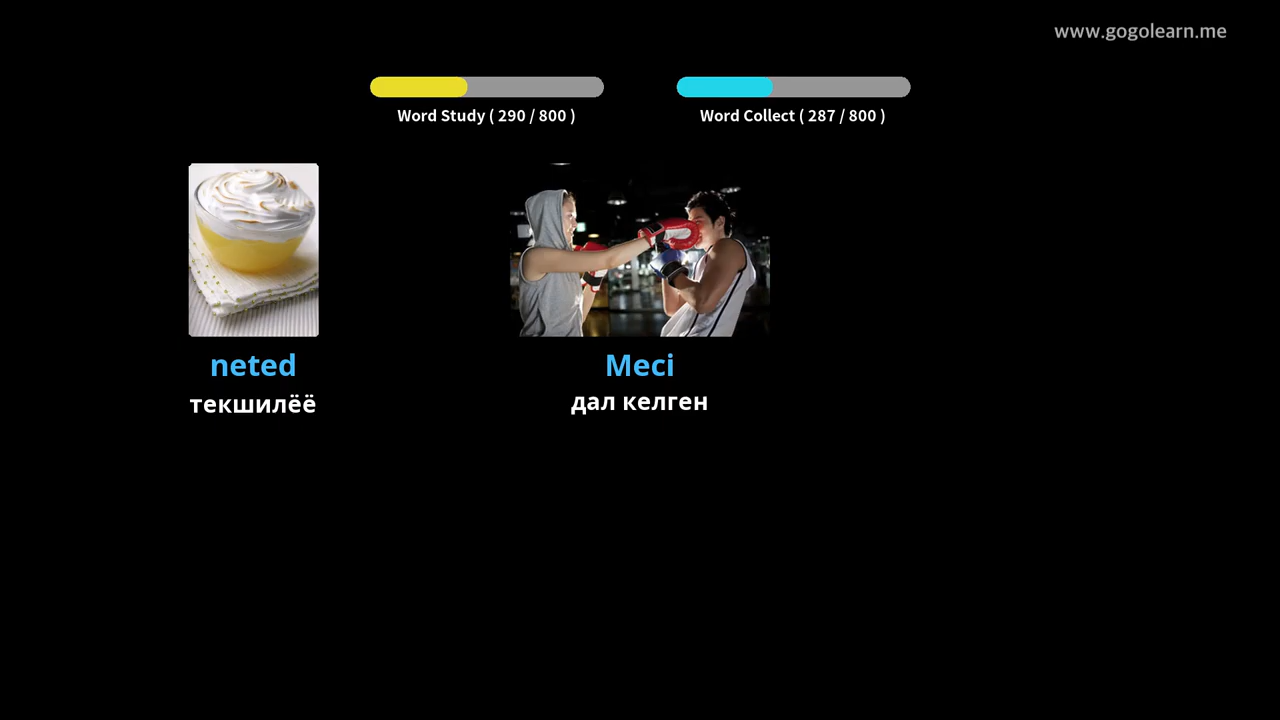 www.gogolearn.me
Word Study ( 290 / 800 )
Word Collect ( 287 / 800 )
neted
текшилёё
Meci
дал келген